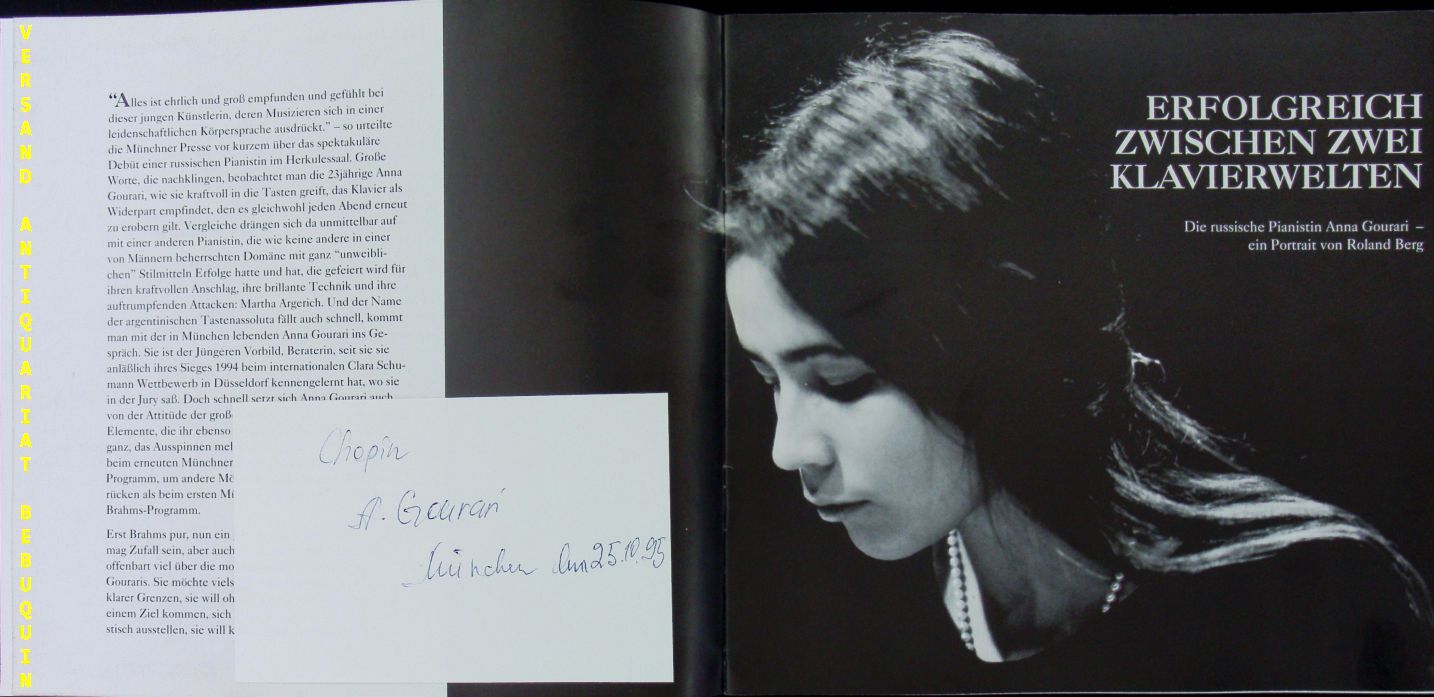 VERSAND ANTIQUARIAT BEBUQUIN
“Alles ist ehrlich und groß empfunden und gefühlt bei
dieser jungen Künstlerin, deren Musizieren sich in einer
leidenschaftlichen Körpersprache ausdrückt.” – so urteilte
die Münchner Presse vor kurzem über das spektakuläre
Debüt einer russischen Pianistin im Herkulessaal. Große
Worte, die nachklingen, beobachtet man die 23jährige Anna
Gourari, wie sie kraftvoll in die Tasten greift, das Klavier als
Widerpart empfindet, den es gleichwohl jeden Abend erneut
zu erobern gilt. Vergleiche drängen sich da unmittelbar auf
mit einer anderen Pianistin, die wie keine andere in einer
von Männern beherrschten Domäne mit ganz “unweibli-
chen” Stilmitteln Erfolge hatte und hat, die gefeiert wird für
ihren kraftvollen Anschlag, ihre brillante Technik und ihre
auftrumpfenden Attacken: Martha Argerich. Und der Name
der argentinischen Tastenassoluta fällt auch schnell, kommt
man mit der in München lebenden Anna Gourari ins Ge-
spräch. Sie ist der Jüngeren Vorbild, Beraterin, seit sie sie
anläßlich ihres Sieges 1994 beim internationalen Clara Schu-
mann Wettbewerb in Düsseldorf kennengelernt hat, wo sie
in der Jury saß. Doch schnell setzt sich Anna Gourari auch
von der Attitüde der groß
Elemente, die ihr ebenso
ganz, das Ausspinnen mel
beim erneuten Münchner
Programm, um andere Mö
rücken als beim ersten Mü
Brahms-Programm.
Erst Brahms pur, nun ein
mag Zufall sein, aber auch
offenbart viel über die mo
Gouraris. Sie möchte viels
klarer Grenzen, sie will oh
einem Ziel kommen, sich
stisch ausstellen, sie will k
Chopin
A. Gourari
München den 25.10.95
ERFOLGREICH
ZWISCHEN ZWEI
KLAVIERWELTEN
Die russische Pianistin Anna Gourari –
ein Portrait von Roland Berg